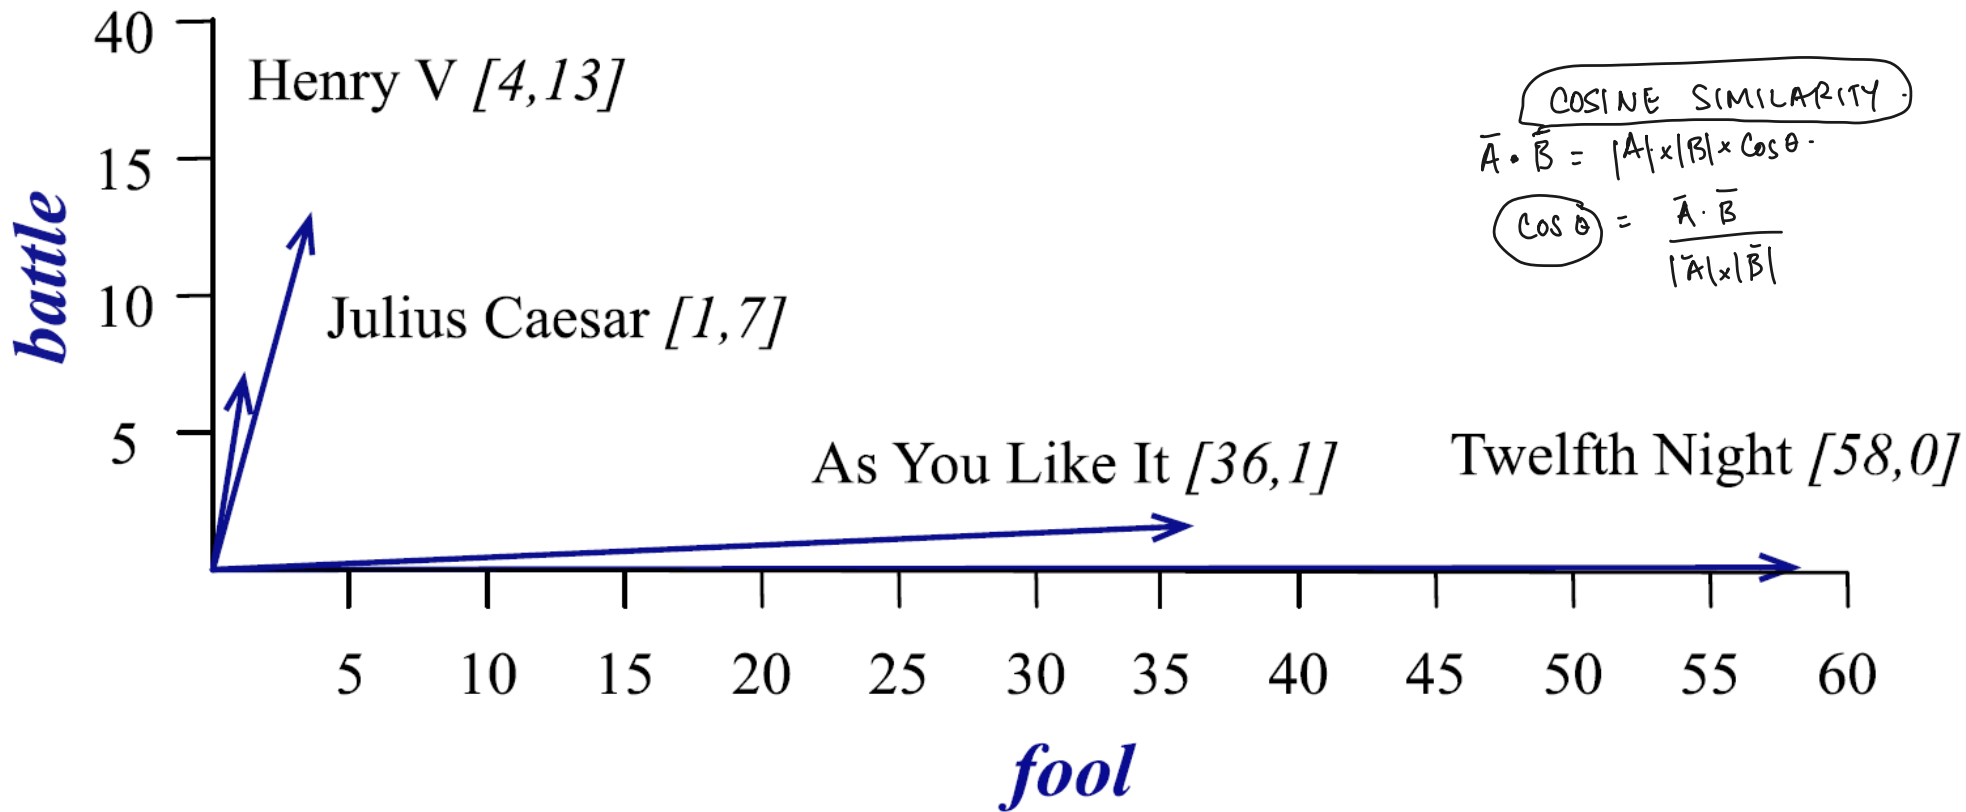 40
Henry V [4,13]
COSINE SIMILARITY.
15
Ā • B̄ = |A|×|B|× Cosθ.
Cos θ = Ā · B̄
|Ā|×|B̄|
battle
10
Julius Caesar [1,7]
5
As You Like It [36,1]
Twelfth Night [58,0]
5 10 15 20 25 30 35 40 45 50 55 60
fool